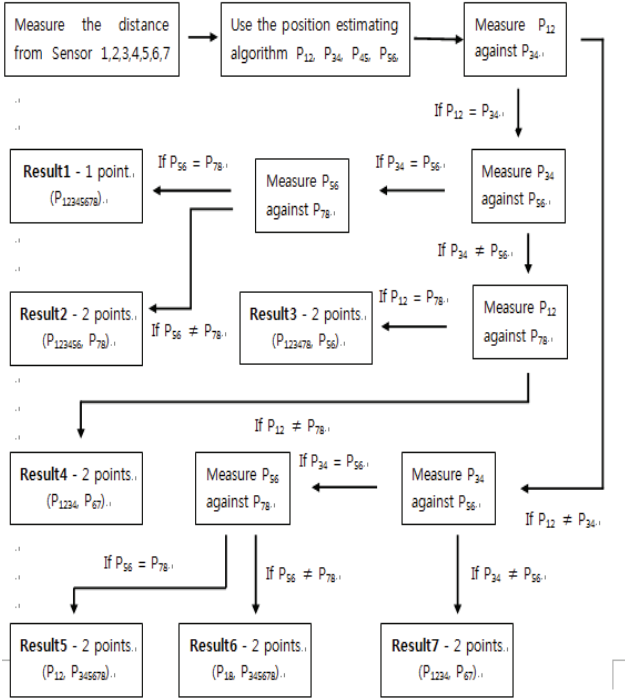 Measure the distance
from Sensor 1,2,3,4,5,6,7
Use the position estimating
algorithm P12, P34, P45, P56,
Measure P12
against P34.
If P12 = P34.
Result1 - 1 point.
(P12345678).
If P56 = P78.
Measure P56
against P78.
If P34 = P56.
Measure P34
against P56.
If P34 ≠ P56.
Result2 - 2 points.
(P123456, P78).
If P56 ≠ P78.
Result3 - 2 points.
(P123478, P56).
If P12 = P78.
Measure P12
against P78.
If P12 ≠ P78.
Result4 - 2 points.
(P1234, P67).
Measure P56
against P78.
If P34 = P56.
Measure P34
against P56.
If P12 ≠ P34.
If P56 = P78.
If P56 ≠ P78.
If P34 ≠ P56.
Result5 - 2 points.
(P12, P345678).
Result6 - 2 points.
(P18, P345678).
Result7 - 2 points.
(P1234, P67).